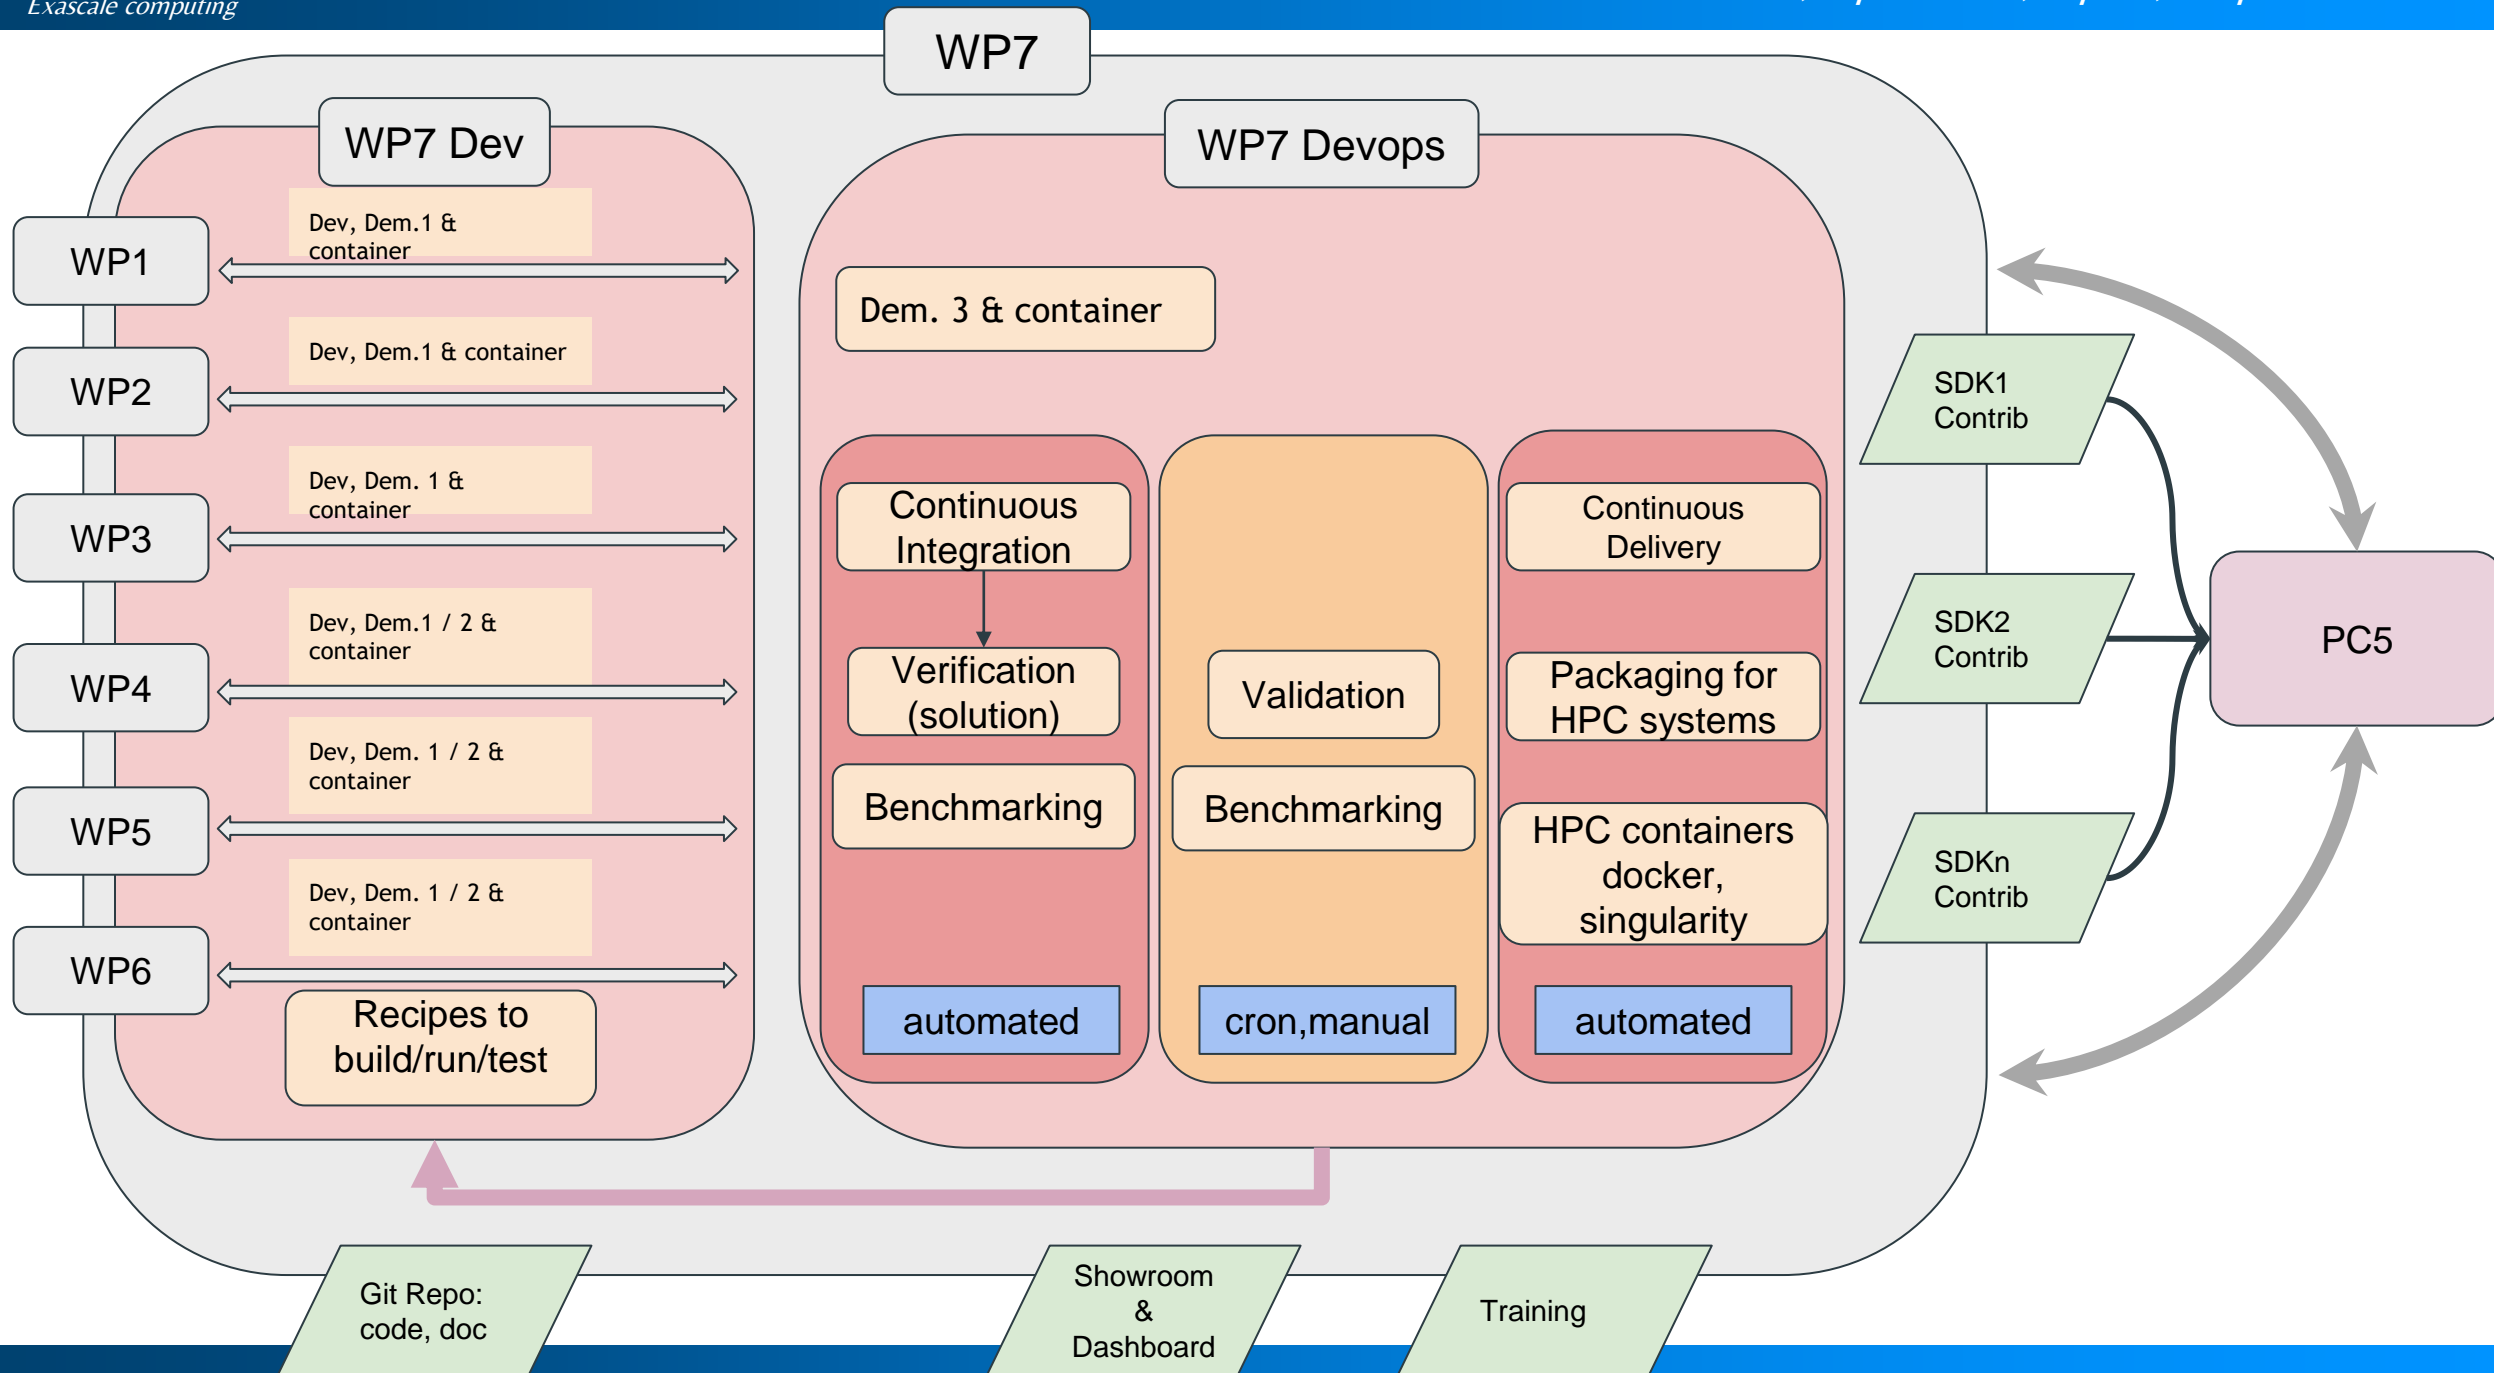 Exascale computing
WP7
WP7 Dev
WP7 Devops
WP1
Dev, Dem.1 &
container
WP2
Dev, Dem.1 & container
WP3
Dev, Dem. 1 &
container
WP4
Dev, Dem.1 / 2 &
container
WP5
Dev, Dem. 1 / 2 &
container
WP6
Dev, Dem. 1 / 2 &
container
Recipes to
build/run/test
Dem. 3 & container
Continuous
Integration
Verification
(solution)
Benchmarking
automated
Validation
Benchmarking
cron,manual
Continuous
Delivery
Packaging for
HPC systems
HPC containers
docker,
singularity
automated
SDK1
Contrib
SDK2
Contrib
SDKn
Contrib
PC5
Git Repo:
code, doc
Showroom
&
Dashboard
Training